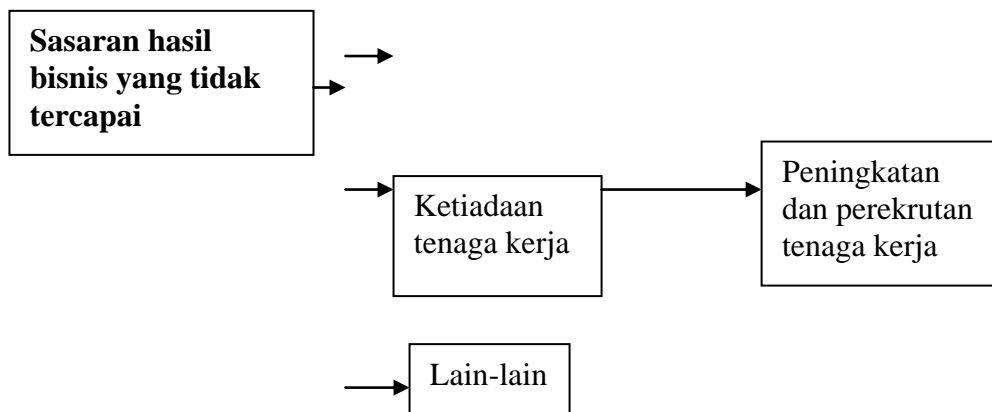 Sasaran hasil
bisnis yang tidak
tercapai
Ketiadaan
tenaga kerja
Peningkatan
dan perekrutan
tenaga kerja
Lain-lain